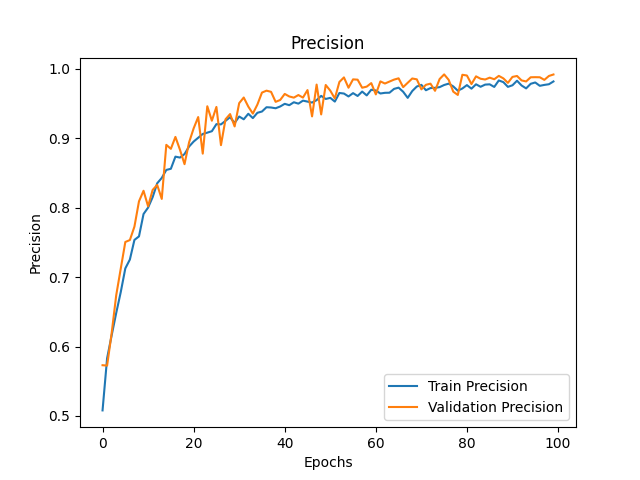 Precision
1.0
0.9
0.8
0.7
0.6
0.5
Precision
Train Precision
Validation Precision
0 20 40 60 80 100
Epochs